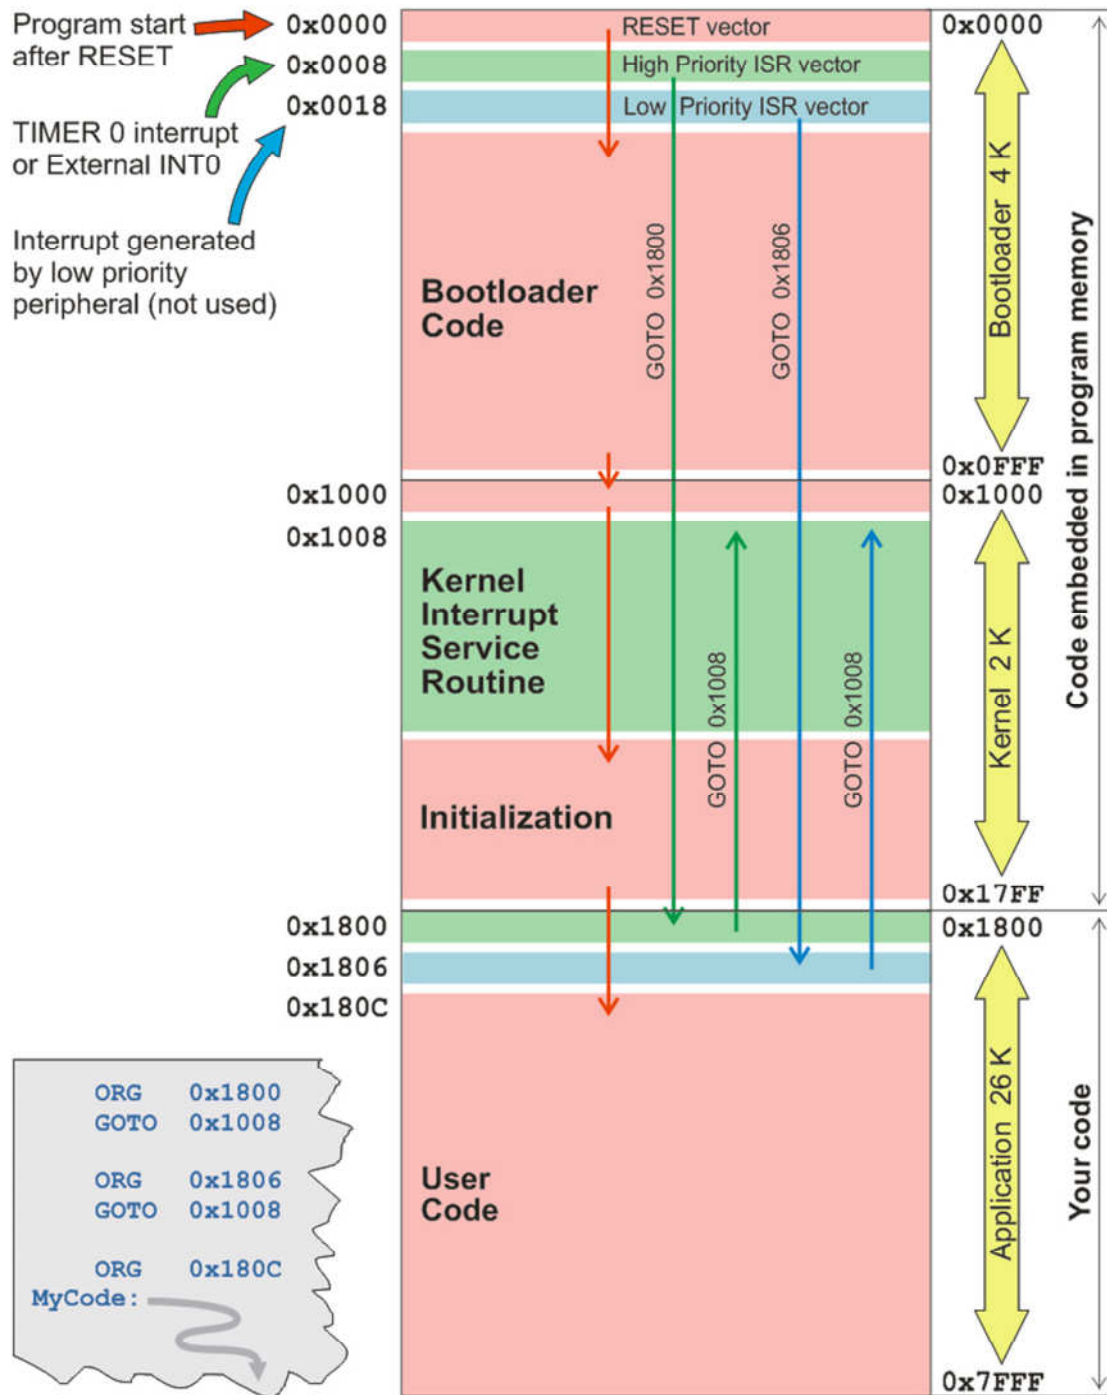 Program start
after RESET
0x0000
RESET vector
0x0000
0x0008
High Priority ISR vector
0x0018
Low Priority ISR vector
TIMER 0 interrupt
or External INT0
Interrupt generated
by low priority
peripheral (not used)
Bootloader
Code
GOTO 0x1800
GOTO 0x1806
Bootloader 4 K
Code embedded in program memory
0x0FFF
0x1000
0x1000
0x1008
Kernel
Interrupt
Service
Routine
GOTO 0x1008
GOTO 0x1008
Kernel 2 K
Initialization
0x17FF
0x1800
0x1800
0x1806
0x180C
ORG 0x1800
GOTO 0x1008
ORG 0x1806
GOTO 0x1008
ORG 0x180C
MyCode:
User
Code
Application 26 K
Your code
0x7FFF